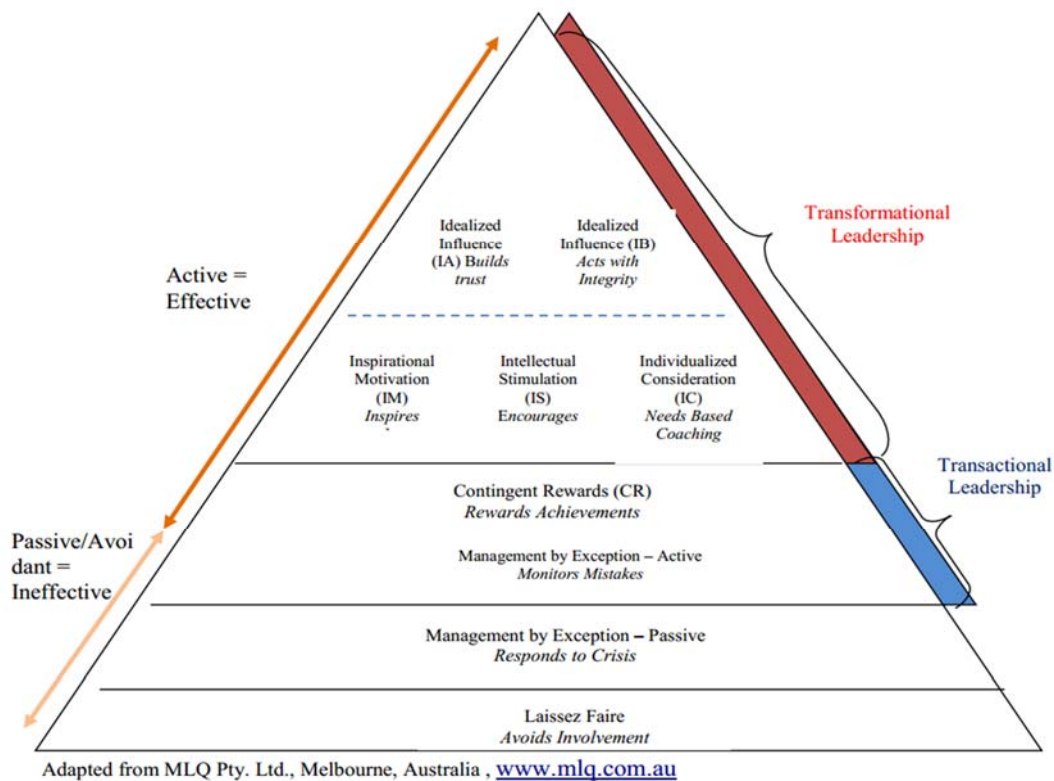 Idealized
Influence
(IA) Builds
trust
Idealized
Influence (IB)
Acts with
Integrity
Transformational
Leadership
Active =
Effective
Inspirational
Motivation
(IM)
Inspires
Intellectual
Stimulation
(IS)
Encourages
Individualized
Consideration
(IC)
Needs Based
Coaching
Transactional
Leadership
Contingent Rewards (CR)
Rewards Achievements
Passive/Avoi
dant =
Ineffective
Management by Exception – Active
Monitors Mistakes
Management by Exception – Passive
Responds to Crisis
Laissez Faire
Avoids Involvement
Adapted from MLQ Pty. Ltd., Melbourne, Australia , www.mlq.com.au